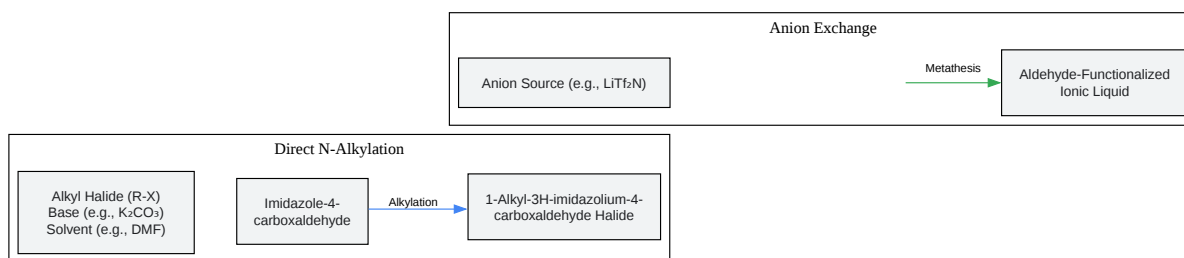 Anion Exchange
Anion Source (e.g., LiTf₂N)
Metathesis
Aldehyde-Functionalized
Ionic Liquid
Direct N-Alkylation
Alkyl Halide (R-X)
Base (e.g., K₂CO₃)
Solvent (e.g., DMF)
Imidazole-4-
carboxaldehyde
Alkylation
1-Alkyl-3H-imidazolium-4-
carboxaldehyde Halide